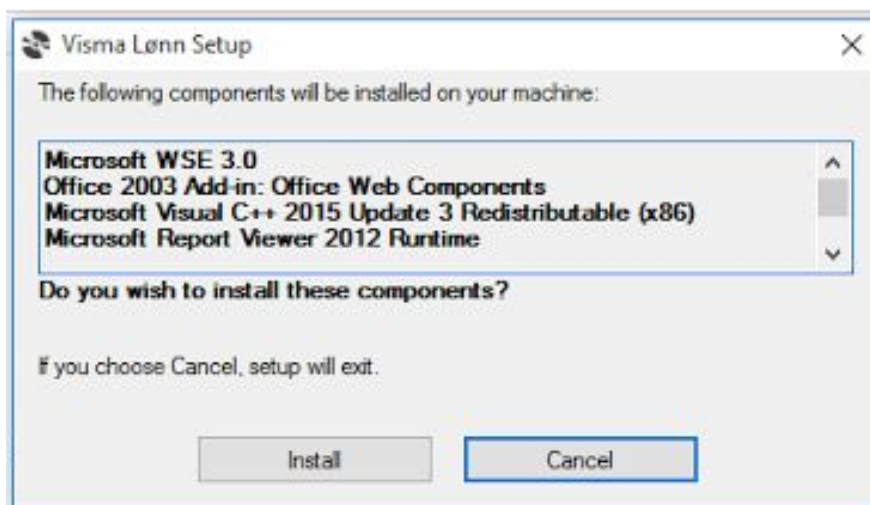 Visma Lønn Setup
The following components will be installed on your machine:
Microsoft WSE 3.0
Office 2003 Add-in: Office Web Components
Microsoft Visual C++ 2015 Update 3 Redistributable (x86)
Microsoft Report Viewer 2012 Runtime
Do you wish to install these components?
If you choose Cancel, setup will exit.
Install Cancel